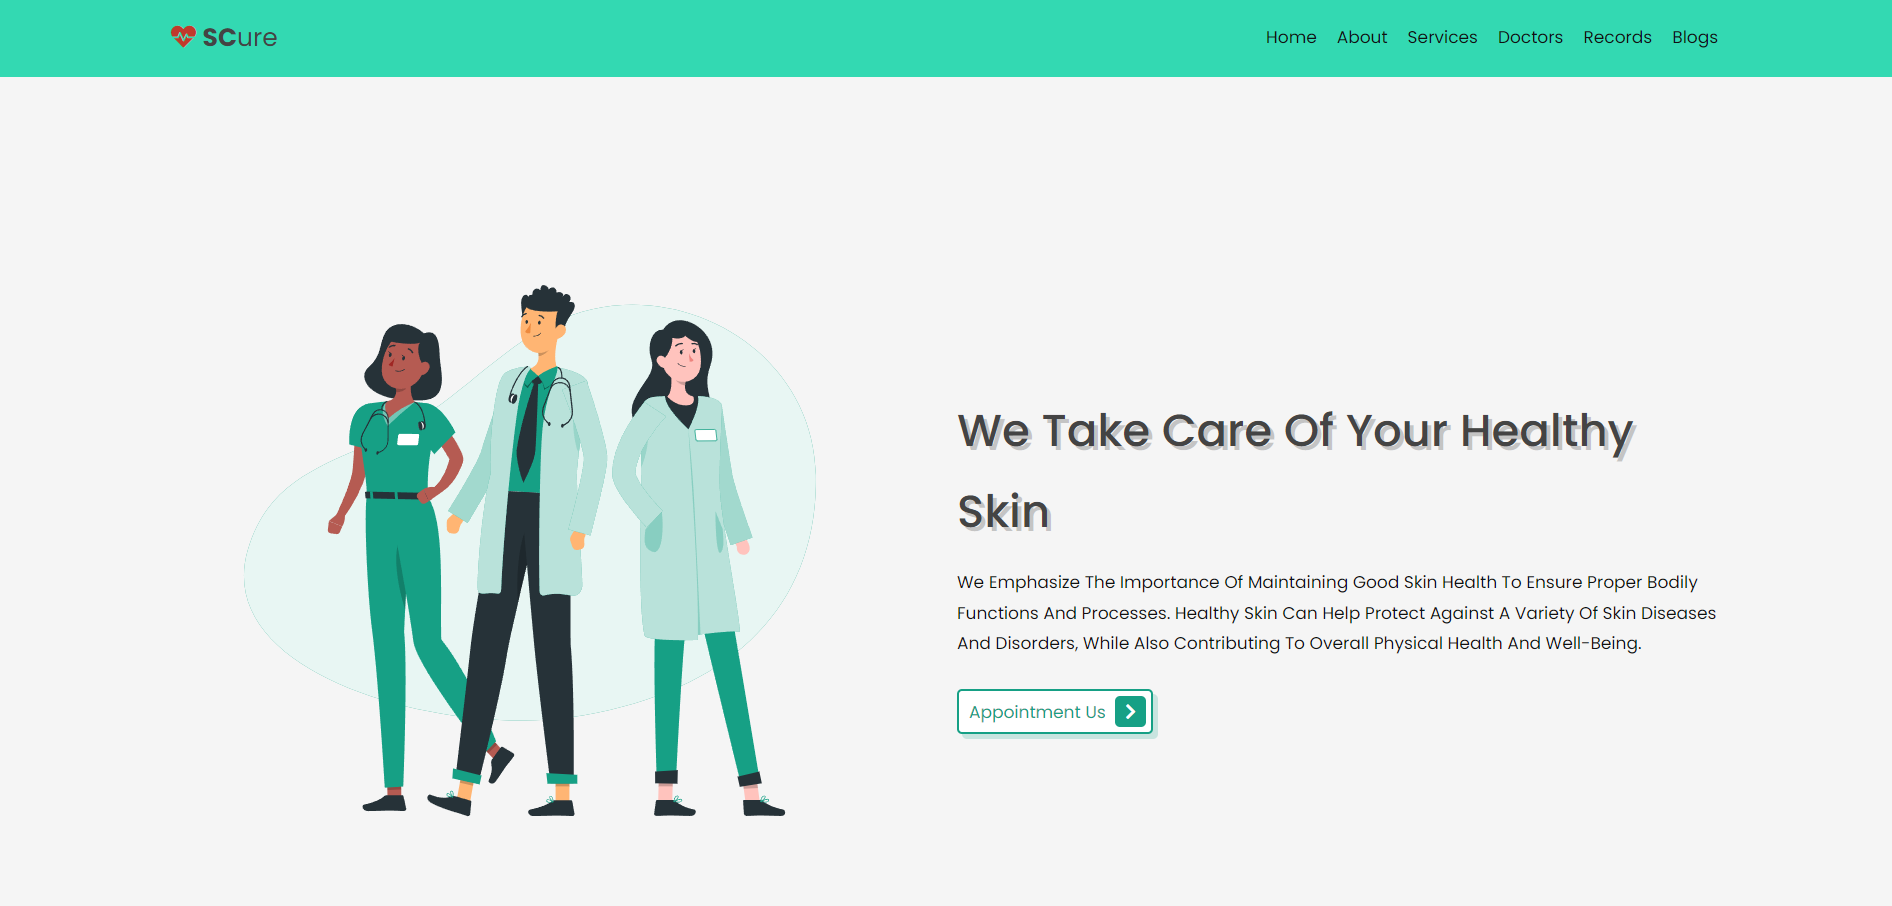 SCure
Home About Services Doctors Records Blogs
We Take Care Of Your Healthy
Skin
We Emphasize The Importance Of Maintaining Good Skin Health To Ensure Proper Bodily
Functions And Processes. Healthy Skin Can Help Protect Against A Variety Of Skin Diseases
And Disorders, While Also Contributing To Overall Physical Health And Well-Being.
Appointment Us